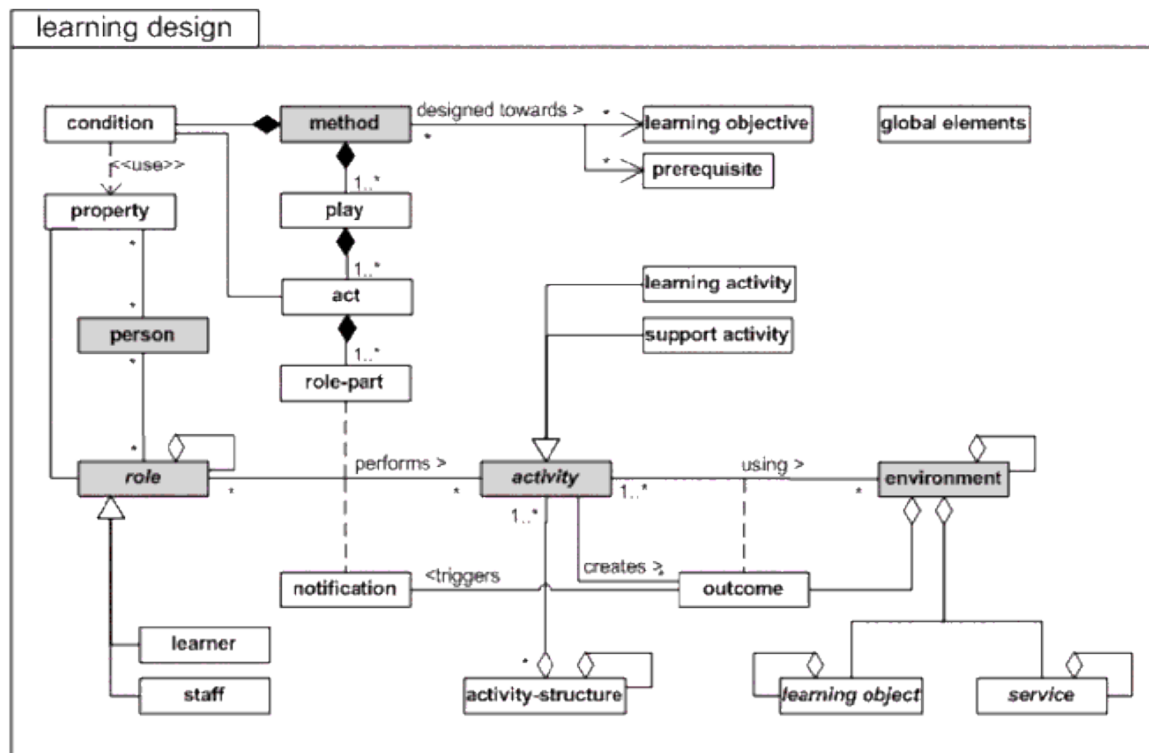 learning design
condition
method
designed towards >
*
*
learning objective
global elements
<<use>>
1..*
*
prerequisite
property
play
*
1..*
learning activity
*
act
person
support activity
*
1..*
role-part
*
role
*
performs >
*
activity
1..*
using >
*
environment
1..*
notification
<triggers
creates >
*
outcome
learner
staff
*
activity-structure
learning object
service